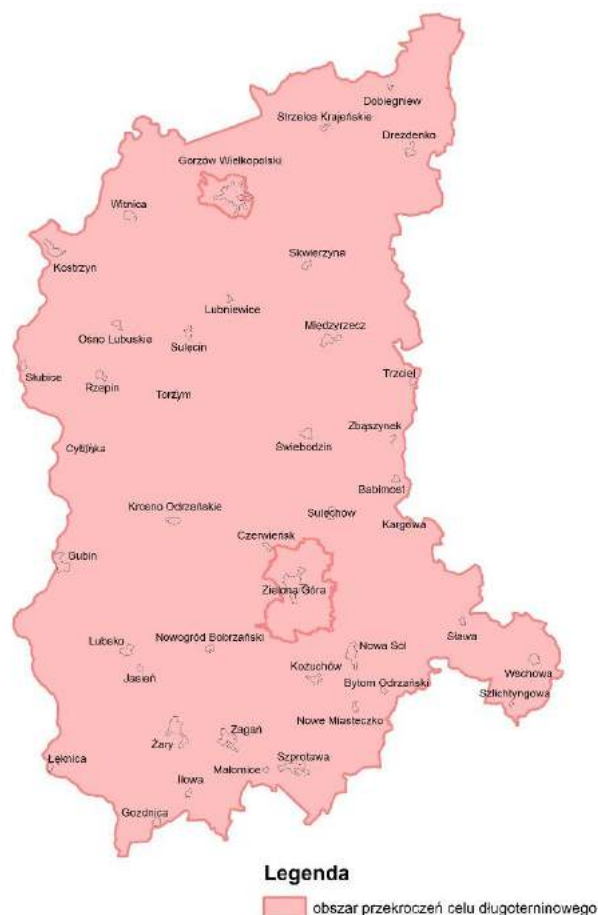 Dobiegniew
Strzelce Krajeńskie
Drezdenko
Gorzów Wielkopolski
Witnica
Kostrzyn
Skwierzyna
Lubniewice
Międzyrzecz
Ośno Lubuskie
Sulęcin
Słubice
Rzepin
Torzym
Trzciel
Zbąszynek
Cybinka
Świebodzin
Babimost
Krosno Odrzańskie
Sulechów
Kargowa
Czerwieńsk
Gubin
Zielona Góra
Sława
Lubsko
Nowogród Bobrzański
Nowa Sól
Wschowa
Jasień
Kożuchów
Bytom Odrzański
Szlichtyngowa
Nowe Miasteczko
Żary
Żagań
Łęknica
Małomice
Szprotawa
Iłowa
Gozdnica
Legenda
obszar przekroczeń celu długoterninowego